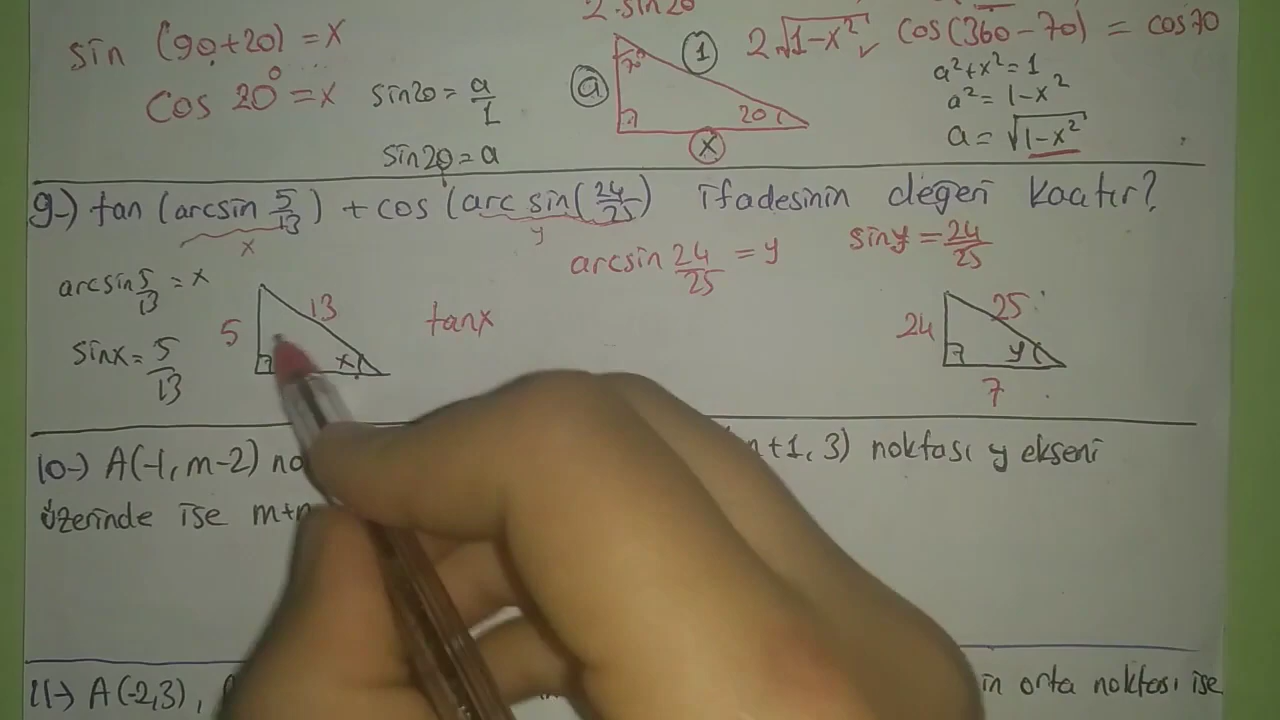 2·sin20
sin (90+20) = x
cos 20° = x
sin20 = a/1
sin20 = a
a
70
1
20
x
2√1-x² ✓
cos(360-70) = cos70
a²+x²=1
a²=1-x²
a=√1-x²
9-) tan (arcsin 5/13) + cos (arc sin(24/25) ifadesinin değeri kaçtır?
x
y
arcsin 5/13 = x
sinx = 5/13
5
13
x
tanx
arcsin 24/25 = y
siny = 24/25
24
25
y
7
10-) A(-1, m-2) +1, 3) noktası y ekseni
üzerinde ise
11-) A(-2,3), orta noktası ise